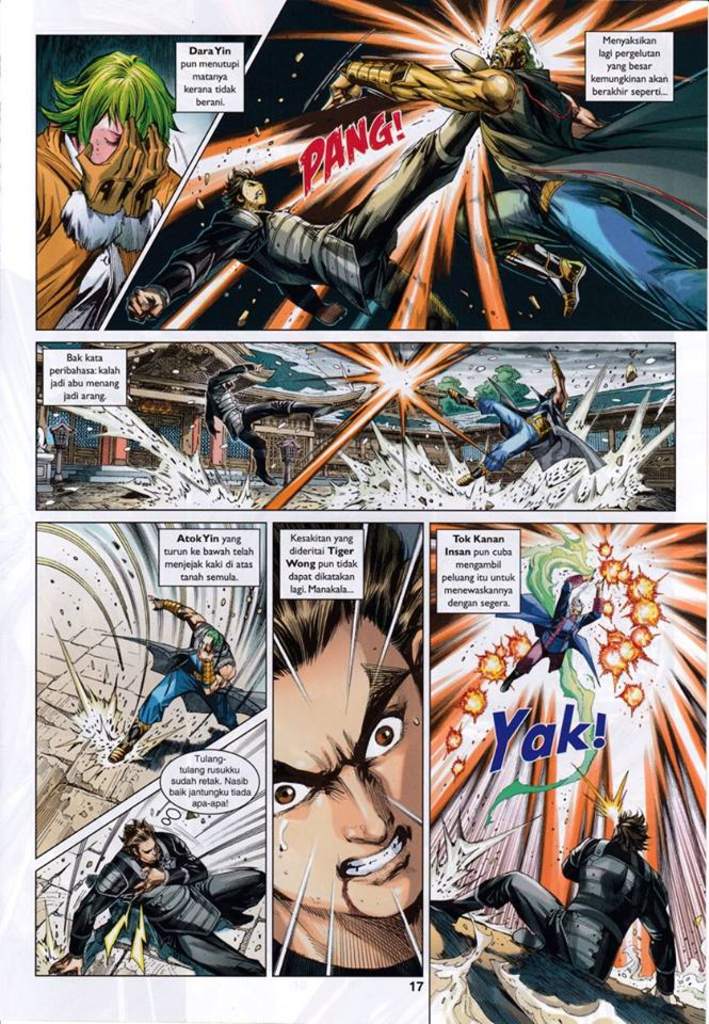 Dara Yin
pun menutupi
matanya
kerana tidak
berani.
Menyaksikan
lagi pergelutan
yang besar
kemungkinan akan
berakhir seperti...
PANG!
Bak kata
peribahasa: kalah
jadi abu menang
jadi arang.
Atok Yin yang
turun ke bawah telah
menjejak kaki di atas
tanah semula.
Tulang-
tulang rusukku
sudah retak. Nasib
baik jantungku tiada
apa-apa!
Kesakitan yang
dideritai Tiger
Wong pun tidak
dapat dikatakan
lagi. Manakala...
Tok Kanan
Insan pun cuba
mengambil
peluang itu untuk
menewaskannya
dengan segera.
Yak!
17